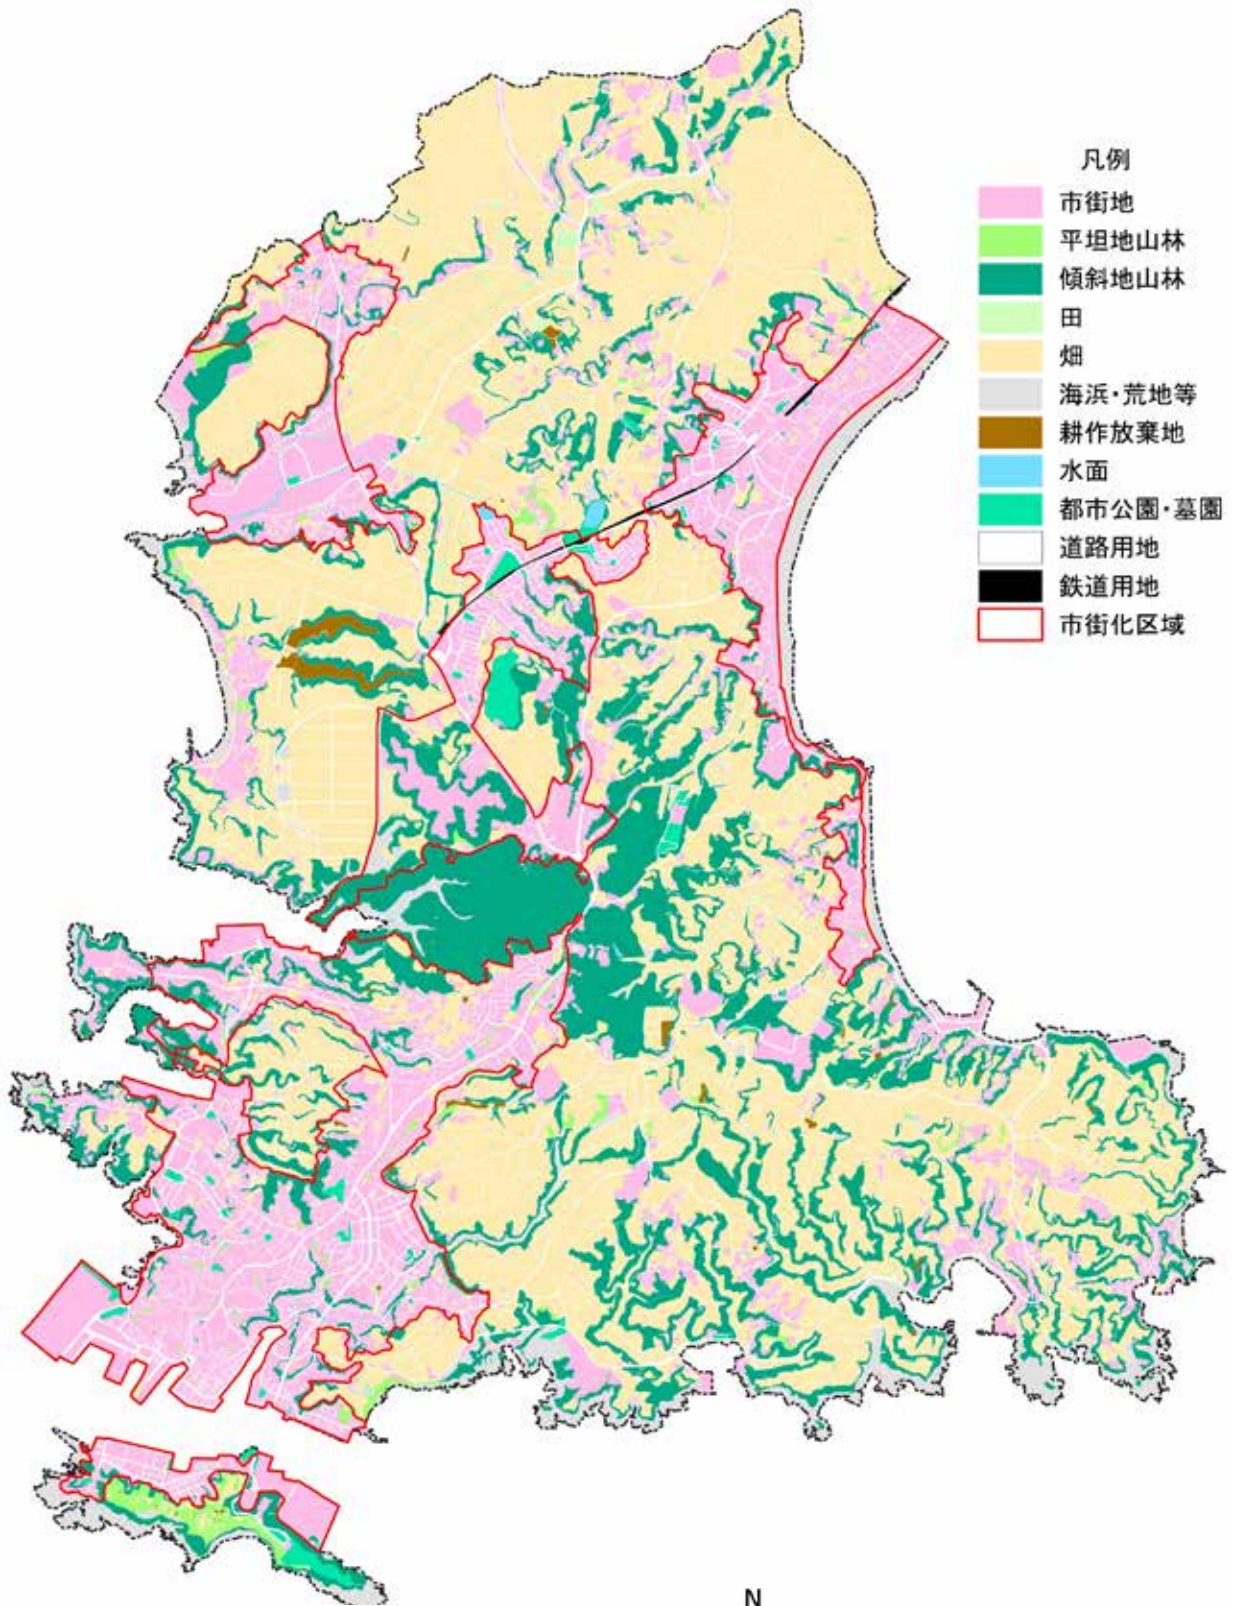 凡例
市街地
平坦地山林
傾斜地山林
田
畑
海浜・荒地等
耕作放棄地
水面
都市公園・墓園
道路用地
鉄道用地
市街化区域
N